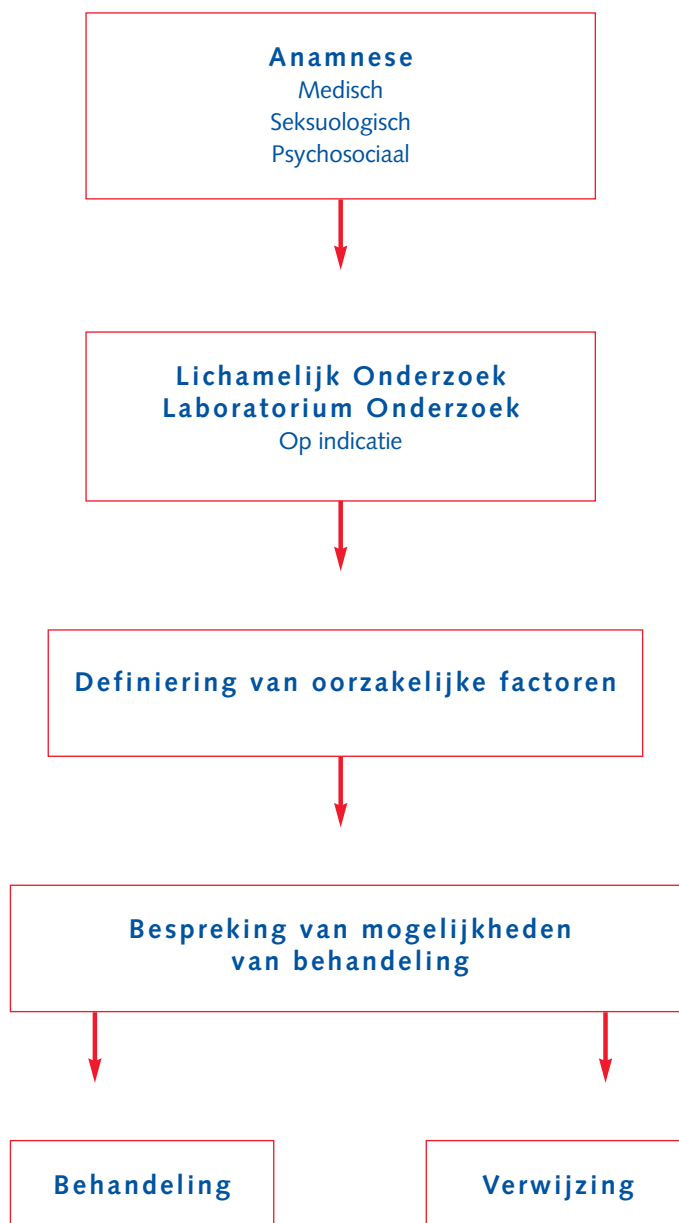 Anamnese
Medisch
Seksuologisch
Psychosociaal
Lichamelijk Onderzoek
Laboratorium Onderzoek
Op indicatie
Definiering van oorzakelijke factoren
Bespreking van mogelijkheden
van behandeling
Behandeling
Verwijzing